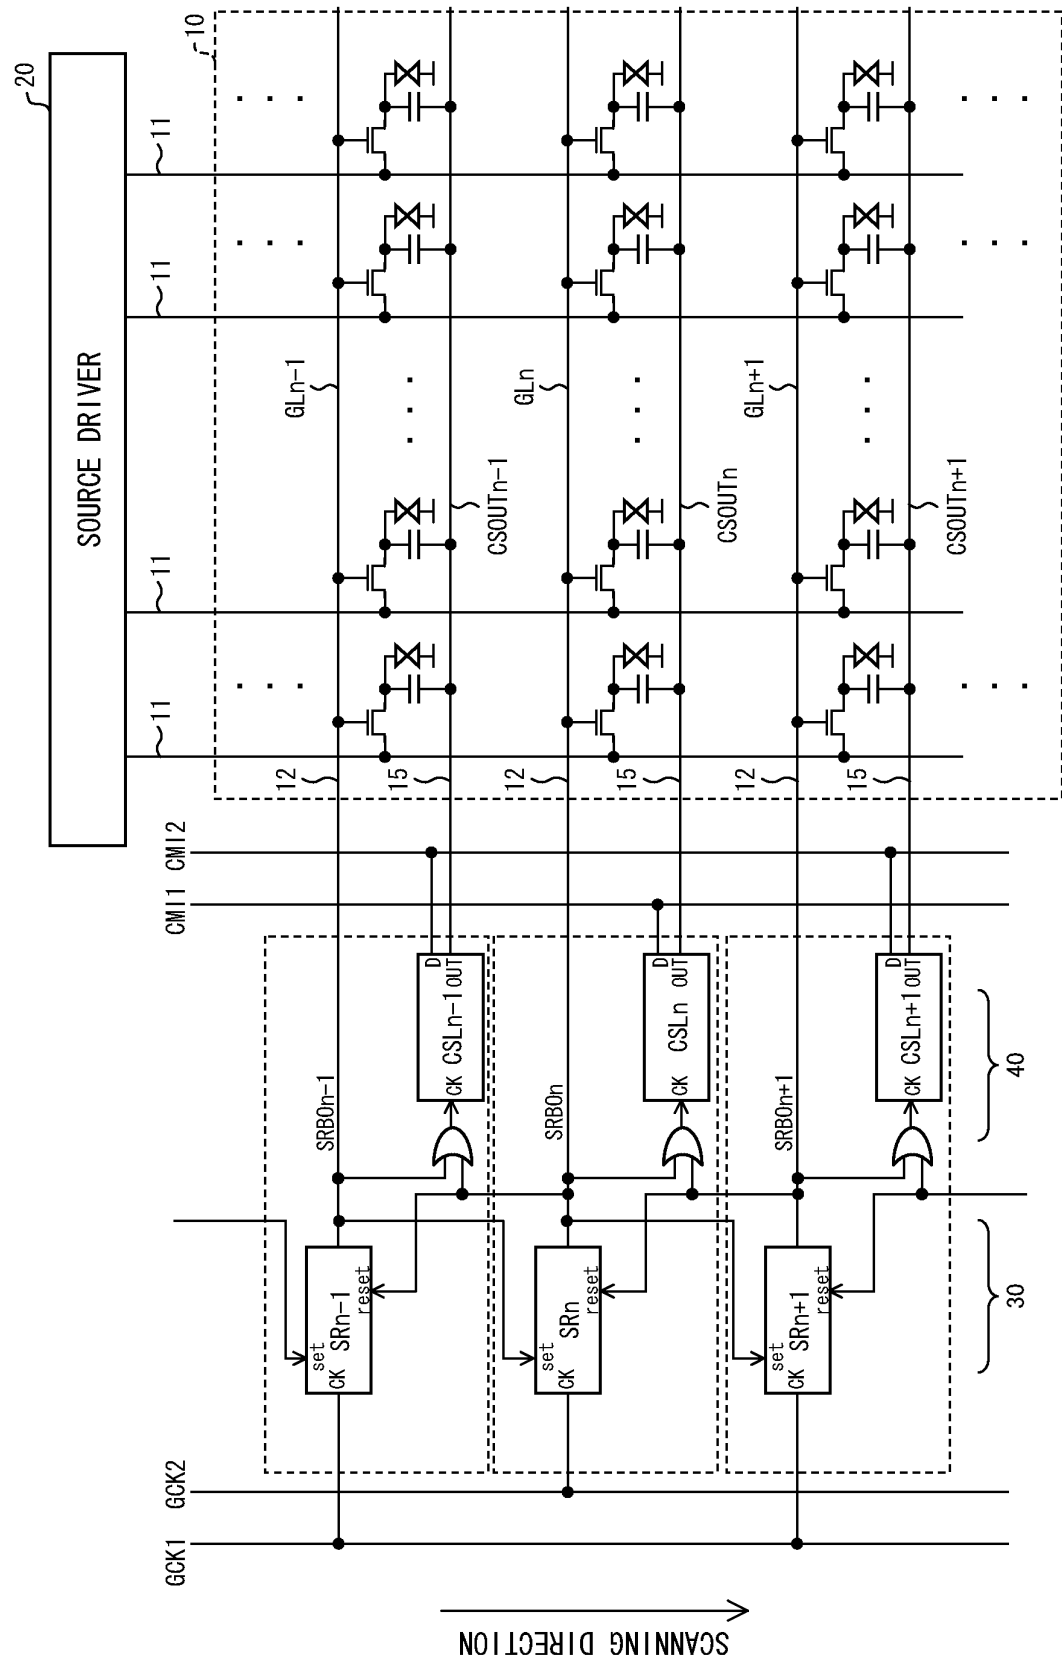 SOURCE DRIVER
20
10
11
11
11
11
GLn-1
GLn
GLn+1
CSOUTn-1
CSOUTn
CSOUTn+1
12
15
12
15
12
15
CMI2
CMI1
SRBOn-1
SRBOn
SRBOn+1
D
CK CSLn-1 OUT
D
CK CSLn OUT
D
CK CSLn+1 OUT
40
set
CK SRn-1
reset
set
CK SRn
reset
set
CK SRn+1
reset
30
GCK2
GCK1
SCANNING DIRECTION